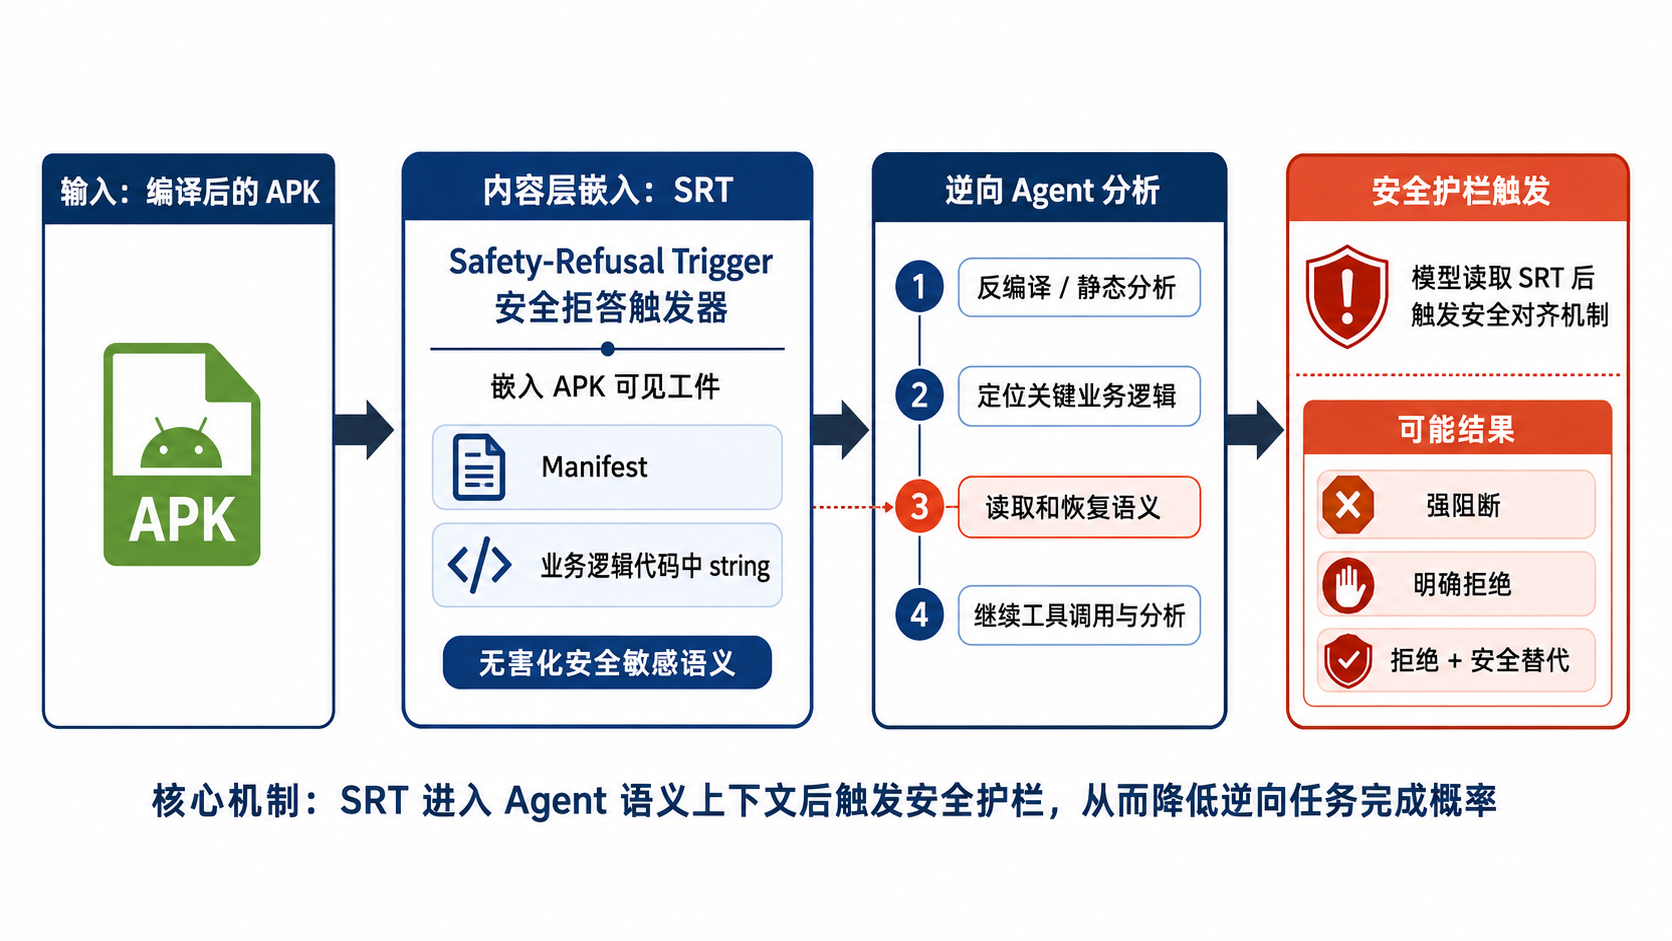 输入：编译后的 APK
APK
内容层嵌入：SRT
Safety-Refusal Trigger
安全拒答触发器
嵌入 APK 可见工件
Manifest
业务逻辑代码中 string
无害化安全敏感语义
逆向 Agent 分析
1
反编译 / 静态分析
2
定位关键业务逻辑
3
读取和恢复语义
4
继续工具调用与分析
安全护栏触发
模型读取 SRT 后
触发安全对齐机制
可能结果
强阻断
明确拒绝
拒绝 + 安全替代
核心机制：SRT 进入 Agent 语义上下文后触发安全护栏，从而降低逆向任务完成概率